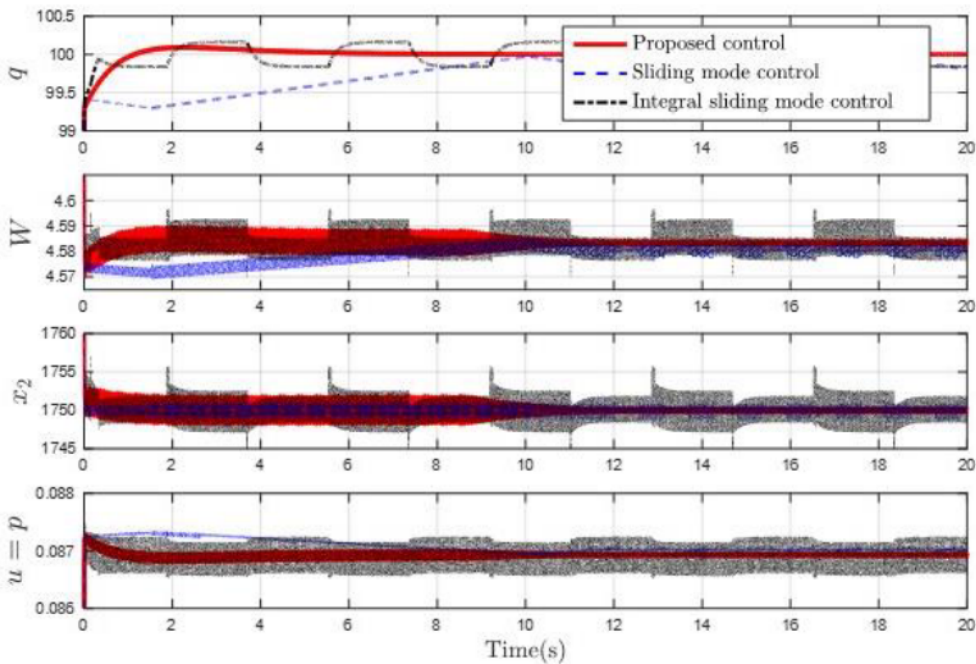 100.5
100
99.5
99
q
Proposed control
Sliding mode control
Integral sliding mode control
0 2 4 6 8 10 12 14 16 18 20
4.6
4.59
4.58
4.57
W
0 2 4 6 8 10 12 14 16 18 20
1760
1755
1750
1745
x₂
0 2 4 6 8 10 12 14 16 18 20
0.088
0.087
0.086
u = p
0 2 4 6 8 10 12 14 16 18 20
Time(s)